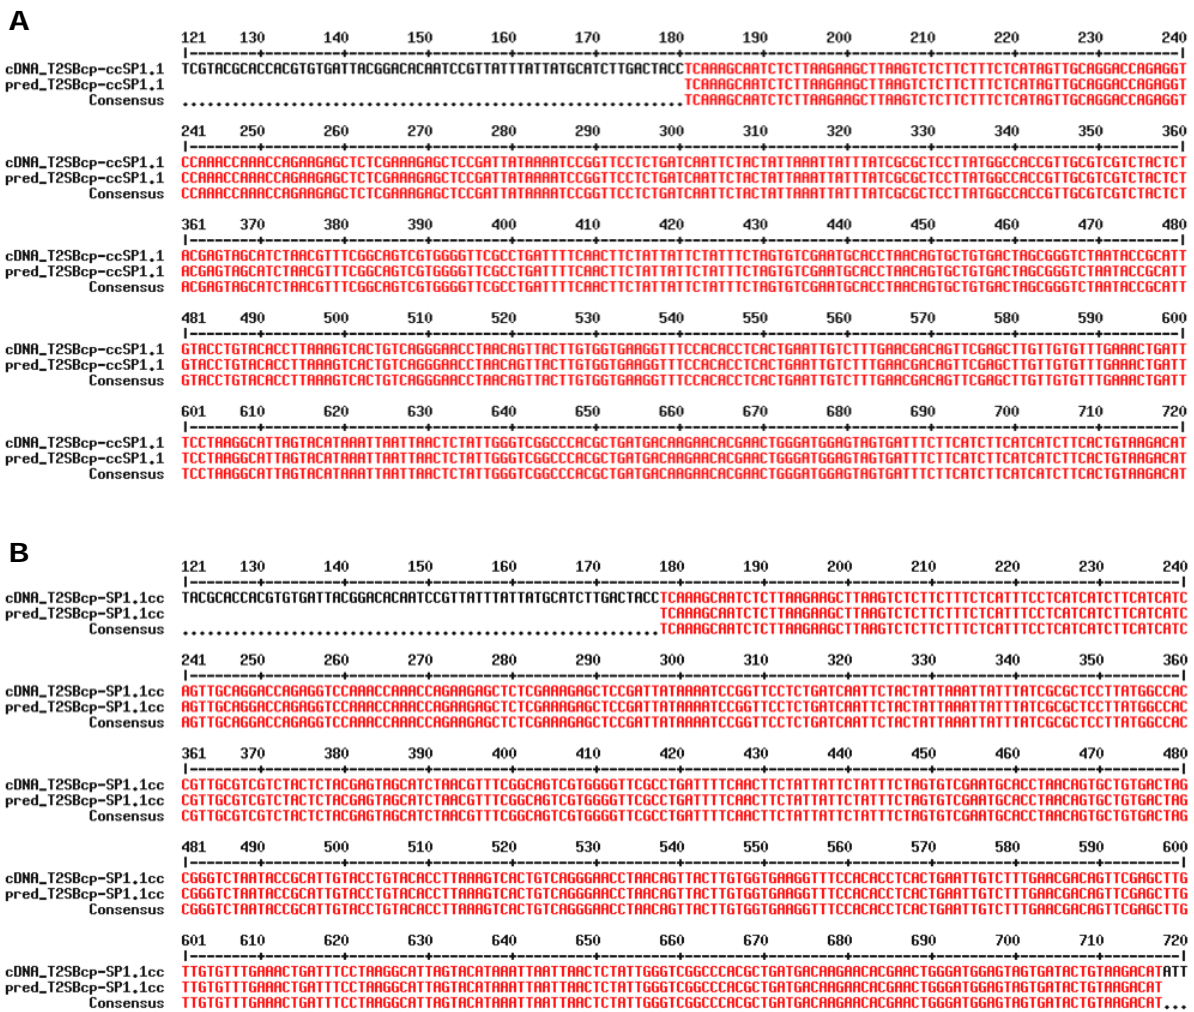 A
121 130 140 150 160 170 180 190 200 210 220 230 240
|--------+---------+---------+---------+---------+---------+---------+---------+---------+---------+---------+---------|
cDNA_T2SBcp-ccSP1.1 TCGTACGCACCACGTGTGATTACGGACACAATCCGTTATTTATTATGCATCTTGACTACCTCAAAGCAATCTCTTAAGAAGCTTAAGTCTCTTCTTTCTCATAGTTGCAGGACCAGAGGT
pred_T2SBcp-ccSP1.1 TCAAAGCAATCTCTTAAGAAGCTTAAGTCTCTTCTTTCTCATAGTTGCAGGACCAGAGGT
Consensus ............................................................TCAAAGCAATCTCTTAAGAAGCTTAAGTCTCTTCTTTCTCATAGTTGCAGGACCAGAGGT
241 250 260 270 280 290 300 310 320 330 340 350 360
|--------+---------+---------+---------+---------+---------+---------+---------+---------+---------+---------+---------|
cDNA_T2SBcp-ccSP1.1 CCAAACCAAACCAGAAGAGCTCTCGAAAGAGCTCCGATTATAAAATCCGGTTCCTCTGATCAATTCTACTATTAAATTATTTATCGCGCTCCTTATGGCCACCGTTGCGTCGTCTACTCT
pred_T2SBcp-ccSP1.1 CCAAACCAAACCAGAAGAGCTCTCGAAAGAGCTCCGATTATAAAATCCGGTTCCTCTGATCAATTCTACTATTAAATTATTTATCGCGCTCCTTATGGCCACCGTTGCGTCGTCTACTCT
Consensus CCAAACCAAACCAGAAGAGCTCTCGAAAGAGCTCCGATTATAAAATCCGGTTCCTCTGATCAATTCTACTATTAAATTATTTATCGCGCTCCTTATGGCCACCGTTGCGTCGTCTACTCT
361 370 380 390 400 410 420 430 440 450 460 470 480
|--------+---------+---------+---------+---------+---------+---------+---------+---------+---------+---------+---------|
cDNA_T2SBcp-ccSP1.1 ACGAGTAGCATCTAACGTTTCGGCAGTCGTGGGGTTCGCCTGATTTTCAACTTCTATTATTCTATTTCTAGTGTCGAATGCACCTAACAGTGCTGTGACTAGCGGGTCTAATACCGCATT
pred_T2SBcp-ccSP1.1 ACGAGTAGCATCTAACGTTTCGGCAGTCGTGGGGTTCGCCTGATTTTCAACTTCTATTATTCTATTTCTAGTGTCGAATGCACCTAACAGTGCTGTGACTAGCGGGTCTAATACCGCATT
Consensus ACGAGTAGCATCTAACGTTTCGGCAGTCGTGGGGTTCGCCTGATTTTCAACTTCTATTATTCTATTTCTAGTGTCGAATGCACCTAACAGTGCTGTGACTAGCGGGTCTAATACCGCATT
481 490 500 510 520 530 540 550 560 570 580 590 600
|--------+---------+---------+---------+---------+---------+---------+---------+---------+---------+---------+---------|
cDNA_T2SBcp-ccSP1.1 GTACCTGTACACCTTAAAGTCACTGTCAGGGAACCTAACAGTTACTTGTGGTGAAGGTTTCCACACCTCACTGAATTGTCTTTGAACGACAGTTCGAGCTTGTTGTGTTTGAAACTGATT
pred_T2SBcp-ccSP1.1 GTACCTGTACACCTTAAAGTCACTGTCAGGGAACCTAACAGTTACTTGTGGTGAAGGTTTCCACACCTCACTGAATTGTCTTTGAACGACAGTTCGAGCTTGTTGTGTTTGAAACTGATT
Consensus GTACCTGTACACCTTAAAGTCACTGTCAGGGAACCTAACAGTTACTTGTGGTGAAGGTTTCCACACCTCACTGAATTGTCTTTGAACGACAGTTCGAGCTTGTTGTGTTTGAAACTGATT
601 610 620 630 640 650 660 670 680 690 700 710 720
|--------+---------+---------+---------+---------+---------+---------+---------+---------+---------+---------+---------|
cDNA_T2SBcp-ccSP1.1 TCCTAAGGCATTAGTACATAAATTAATTAACTCTATTGGGTCGGCCCACGCTGATGACAAGAACACGAACTGGGATGGAGTAGTGATTTCTTCATCTTCATCATCTTCACTGTAAGACAT
pred_T2SBcp-ccSP1.1 TCCTAAGGCATTAGTACATAAATTAATTAACTCTATTGGGTCGGCCCACGCTGATGACAAGAACACGAACTGGGATGGAGTAGTGATTTCTTCATCTTCATCATCTTCACTGTAAGACAT
Consensus TCCTAAGGCATTAGTACATAAATTAATTAACTCTATTGGGTCGGCCCACGCTGATGACAAGAACACGAACTGGGATGGAGTAGTGATTTCTTCATCTTCATCATCTTCACTGTAAGACAT
B
121 130 140 150 160 170 180 190 200 210 220 230 240
|--------+---------+---------+---------+---------+---------+---------+---------+---------+---------+---------+---------|
cDNA_T2SBcp-SP1.1cc TACGCACCACGTGTGATTACGGACACAATCCGTTATTTATTATGCATCTTGACTACCTCAAAGCAATCTCTTAAGAAGCTTAAGTCTCTTCTTTCTCATTTCCTCATCATCTTCATCATC
pred_T2SBcp-SP1.1cc TCAAAGCAATCTCTTAAGAAGCTTAAGTCTCTTCTTTCTCATTTCCTCATCATCTTCATCATC
Consensus .........................................................TCAAAGCAATCTCTTAAGAAGCTTAAGTCTCTTCTTTCTCATTTCCTCATCATCTTCATCATC
241 250 260 270 280 290 300 310 320 330 340 350 360
|--------+---------+---------+---------+---------+---------+---------+---------+---------+---------+---------+---------|
cDNA_T2SBcp-SP1.1cc AGTTGCAGGACCAGAGGTCCAAACCAAACCAGAAGAGCTCTCGAAAGAGCTCCGATTATAAAATCCGGTTCCTCTGATCAATTCTACTATTAAATTATTTATCGCGCTCCTTATGGCCAC
pred_T2SBcp-SP1.1cc AGTTGCAGGACCAGAGGTCCAAACCAAACCAGAAGAGCTCTCGAAAGAGCTCCGATTATAAAATCCGGTTCCTCTGATCAATTCTACTATTAAATTATTTATCGCGCTCCTTATGGCCAC
Consensus AGTTGCAGGACCAGAGGTCCAAACCAAACCAGAAGAGCTCTCGAAAGAGCTCCGATTATAAAATCCGGTTCCTCTGATCAATTCTACTATTAAATTATTTATCGCGCTCCTTATGGCCAC
361 370 380 390 400 410 420 430 440 450 460 470 480
|--------+---------+---------+---------+---------+---------+---------+---------+---------+---------+---------+---------|
cDNA_T2SBcp-SP1.1cc CGTTGCGTCGTCTACTCTACGAGTAGCATCTAACGTTTCGGCAGTCGTGGGGTTCGCCTGATTTTCAACTTCTATTATTCTATTTCTAGTGTCGAATGCACCTAACAGTGCTGTGACTAG
pred_T2SBcp-SP1.1cc CGTTGCGTCGTCTACTCTACGAGTAGCATCTAACGTTTCGGCAGTCGTGGGGTTCGCCTGATTTTCAACTTCTATTATTCTATTTCTAGTGTCGAATGCACCTAACAGTGCTGTGACTAG
Consensus CGTTGCGTCGTCTACTCTACGAGTAGCATCTAACGTTTCGGCAGTCGTGGGGTTCGCCTGATTTTCAACTTCTATTATTCTATTTCTAGTGTCGAATGCACCTAACAGTGCTGTGACTAG
481 490 500 510 520 530 540 550 560 570 580 590 600
|--------+---------+---------+---------+---------+---------+---------+---------+---------+---------+---------+---------|
cDNA_T2SBcp-SP1.1cc CGGGTCTAATACCGCATTGTACCTGTACACCTTAAAGTCACTGTCAGGGAACCTAACAGTTACTTGTGGTGAAGGTTTCCACACCTCACTGAATTGTCTTTGAACGACAGTTCGAGCTTG
pred_T2SBcp-SP1.1cc CGGGTCTAATACCGCATTGTACCTGTACACCTTAAAGTCACTGTCAGGGAACCTAACAGTTACTTGTGGTGAAGGTTTCCACACCTCACTGAATTGTCTTTGAACGACAGTTCGAGCTTG
Consensus CGGGTCTAATACCGCATTGTACCTGTACACCTTAAAGTCACTGTCAGGGAACCTAACAGTTACTTGTGGTGAAGGTTTCCACACCTCACTGAATTGTCTTTGAACGACAGTTCGAGCTTG
601 610 620 630 640 650 660 670 680 690 700 710 720
|--------+---------+---------+---------+---------+---------+---------+---------+---------+---------+---------+---------|
cDNA_T2SBcp-SP1.1cc TTGTGTTTGAAACTGATTTCCTAAGGCATTAGTACATAAATTAATTAACTCTATTGGGTCGGCCCACGCTGATGACAAGAACACGAACTGGGATGGAGTAGTGATACTGTAAGACATATT
pred_T2SBcp-SP1.1cc TTGTGTTTGAAACTGATTTCCTAAGGCATTAGTACATAAATTAATTAACTCTATTGGGTCGGCCCACGCTGATGACAAGAACACGAACTGGGATGGAGTAGTGATACTGTAAGACAT
Consensus TTGTGTTTGAAACTGATTTCCTAAGGCATTAGTACATAAATTAATTAACTCTATTGGGTCGGCCCACGCTGATGACAAGAACACGAACTGGGATGGAGTAGTGATACTGTAAGACAT...